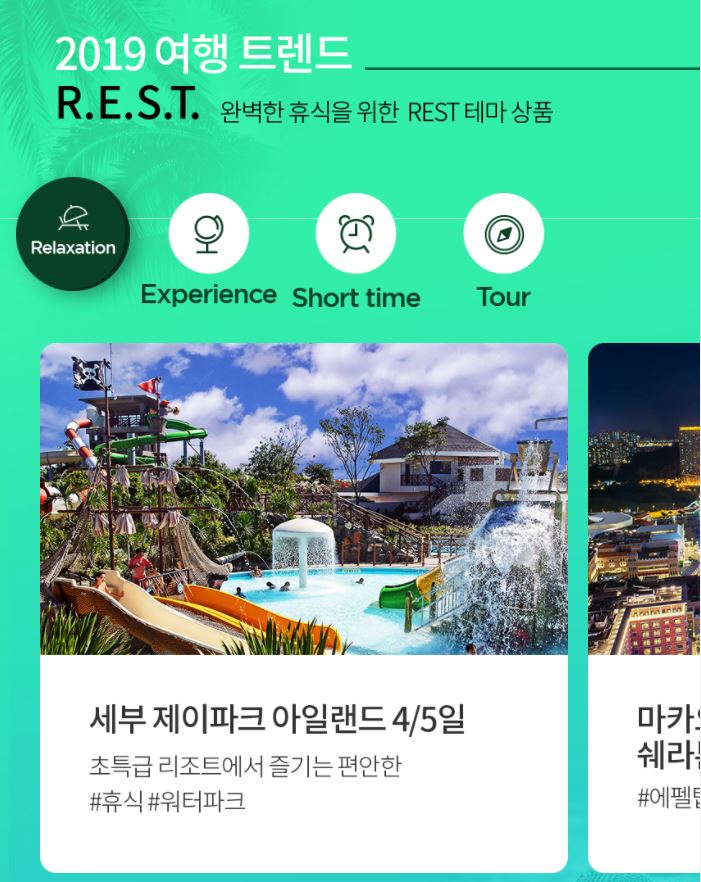 2019 여행 트렌드
R.E.S.T. 완벽한 휴식을 위한 REST 테마 상품
Relaxation
Experience
Short time
Tour
세부 제이파크 아일랜드 4/5일
초특급 리조트에서 즐기는 편안한
#휴식 #워터파크
마카
쉐라
#에펠